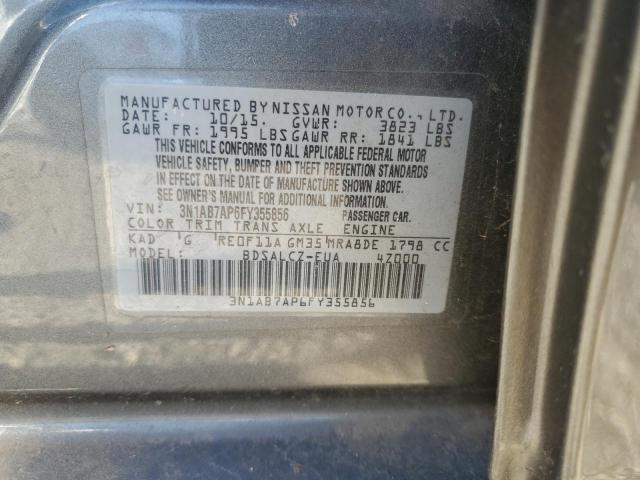 MANUFACTURED BY NISSAN MOTOR CO., LTD.
DATE: 10/15 GVWR: 3823 LBS
GAWR FR: 1995 LBS GAWR RR: 1841 LBS
THIS VEHICLE CONFORMS TO ALL APPLICABLE FEDERAL MOTOR
VEHICLE SAFETY, BUMPER AND THEFT PREVENTION STANDARDS
IN EFFECT ON THE DATE OF MANUFACTURE SHOWN ABOVE.
SEE OWNER'S MANUAL FOR ADDITIONAL INFORMATION.
VIN: 3N1AB7AP6FY355856 PASSENGER CAR.
COLOR TRIM TRANS AXLE ENGINE
KAD G RE0F11A GM35 MRA8DE 1798 CC
MODEL: BDSALCZ-EUA 4Z000
3N1AB7AP6FY355856